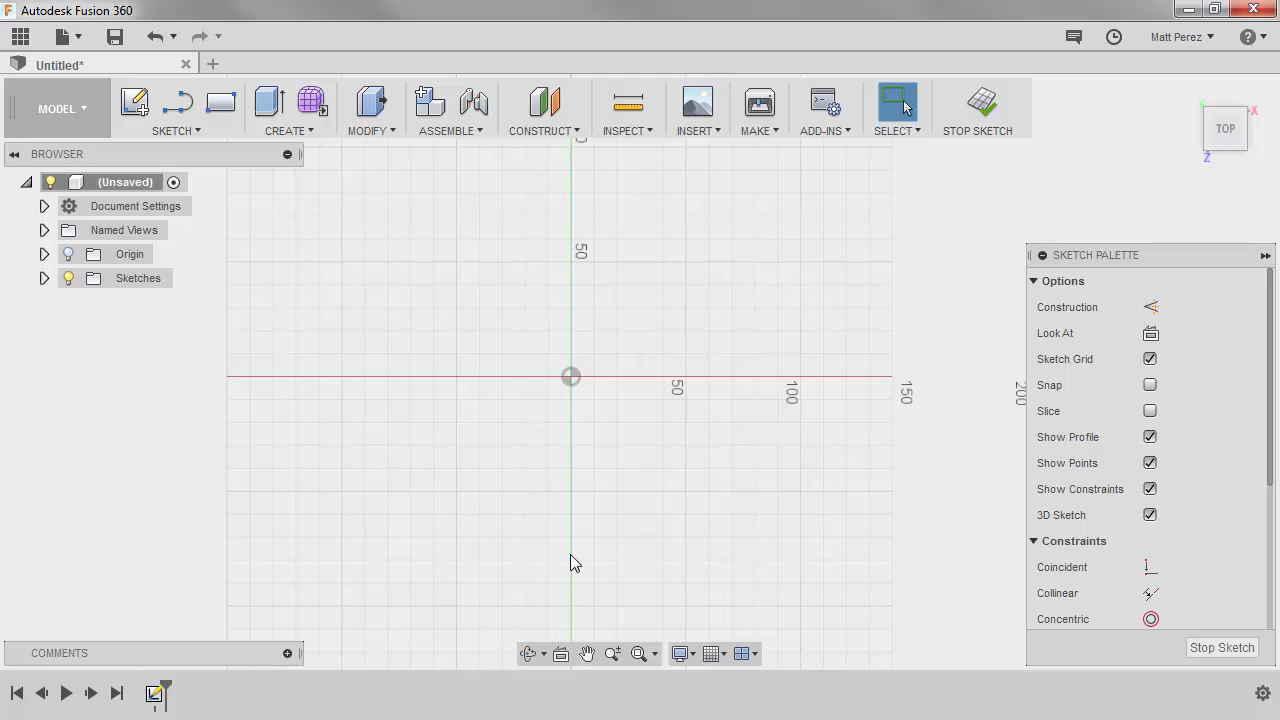 Autodesk Fusion 360
Matt Perez
Untitled*
MODEL
SKETCH
CREATE
MODIFY
ASSEMBLE
CONSTRUCT
INSPECT
INSERT
MAKE
ADD-INS
SELECT
STOP SKETCH
BROWSER
(Unsaved)
Document Settings
Named Views
Origin
Sketches
50
50
100
150
200
TOP
X
Z
SKETCH PALETTE
Options
Construction
Look At
Sketch Grid
Snap
Slice
Show Profile
Show Points
Show Constraints
3D Sketch
Constraints
Coincident
Collinear
Concentric
Stop Sketch
COMMENTS